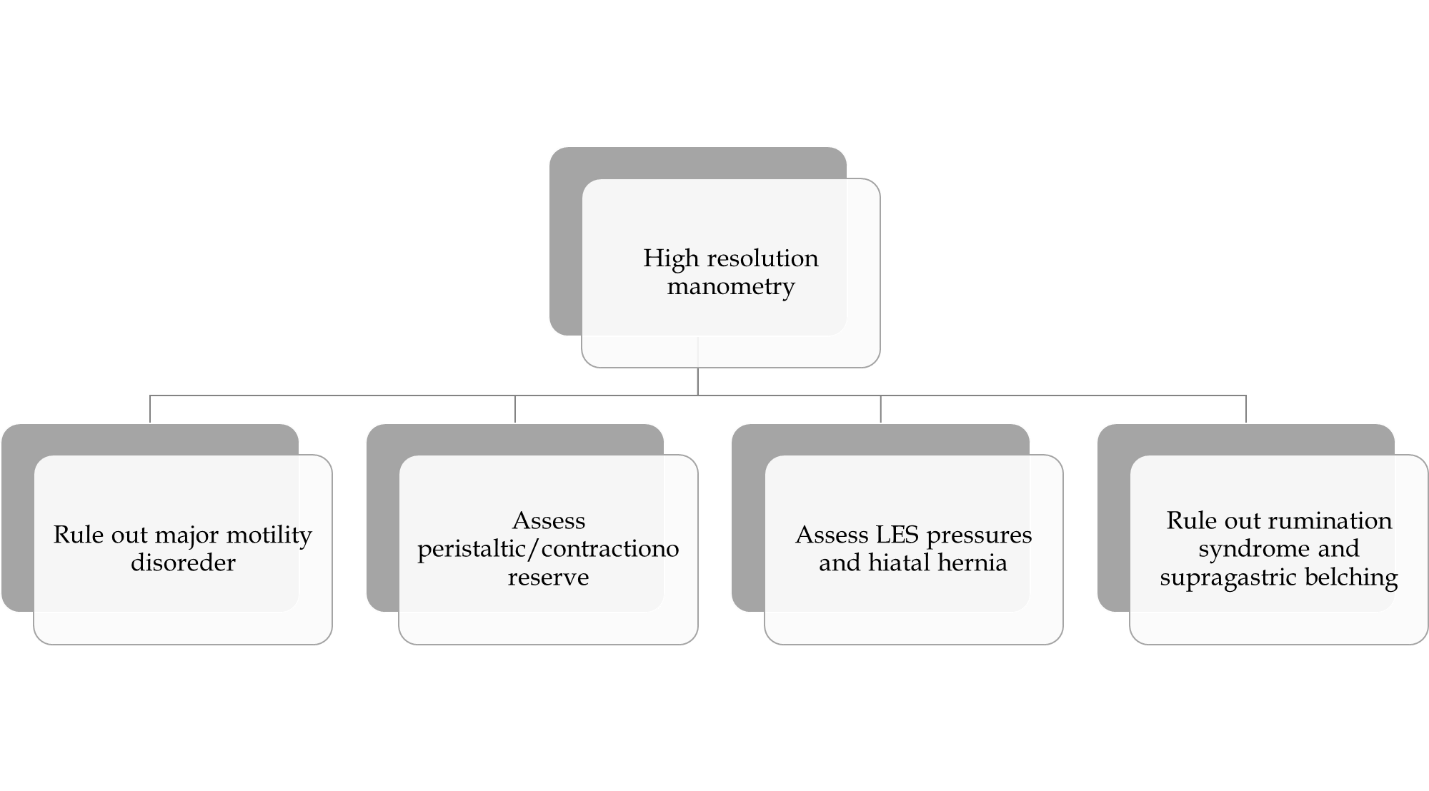 High resolution
manometry
Rule out major motility
disoreder
Assess
peristaltic/contractiono
reserve
Assess LES pressures
and hiatal hernia
Rule out rumination
syndrome and
supragastric belching